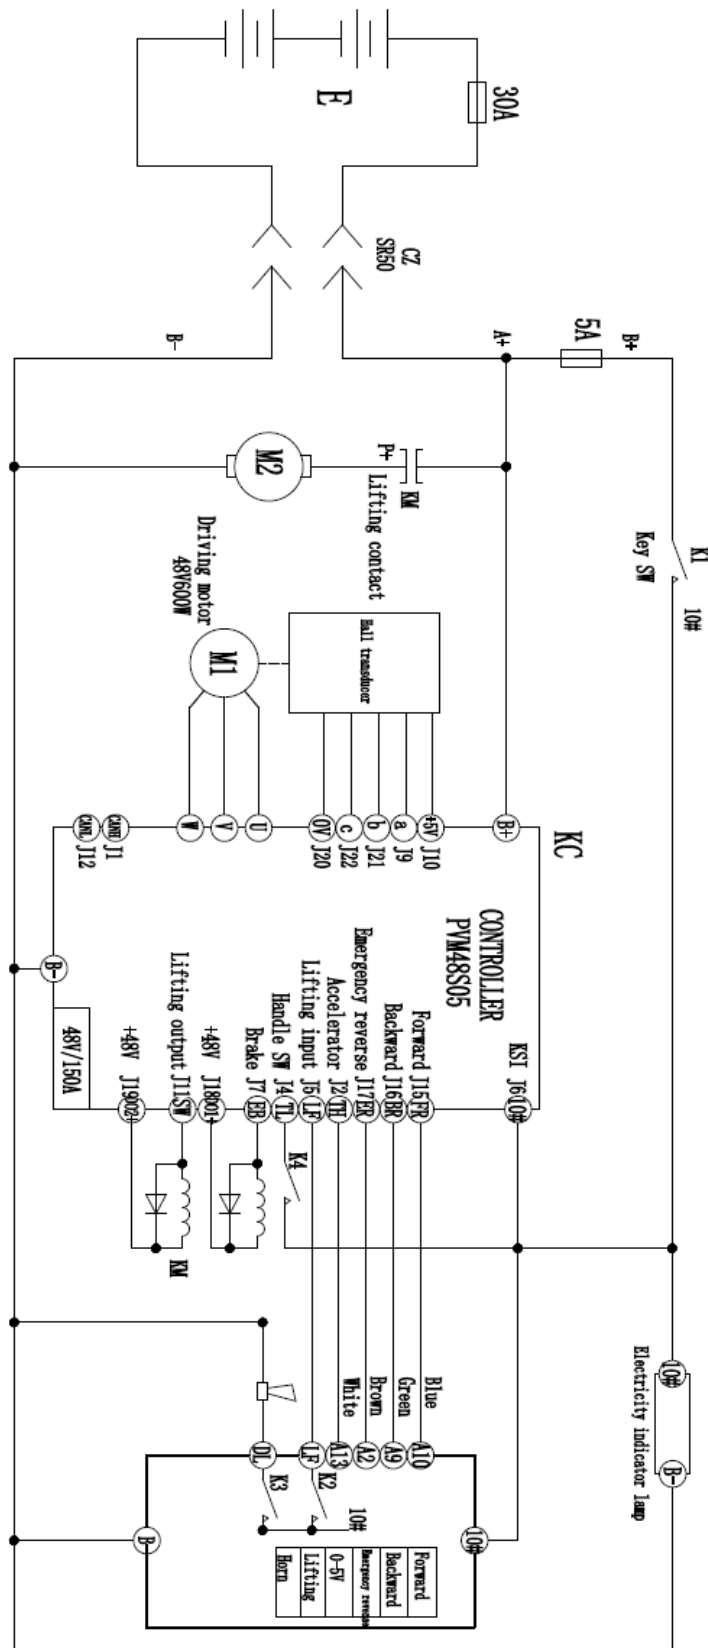 E
30A
CZ
SR50
B-
A+
5A
B+
K1
Key SW
10#
M2
P+
KM
Lifting contact
Driving motor
48V600W
M1
Hall transducer
W
V
U
0V J20
c J22
b J21
a J9
+5V J10
B+
CANL J12
CANH J1
KC
CONTROLLER
PVM48S05
KSI J6 10#
Forward J15 FR
Backward J16 BR
Emergency reverse J17 ER
Accelerator J2 TH
Lifting input J5 LF
Handle SW J4 TL
Brake J7 EB
+48V J18 O01+
Lifting output J11 SW
+48V J19 O02+
B-
48V/150A
K4
KM
Blue
Green
Brown
White
10#
B-
Electricity indicator lamp
A10
A9
A2
A13
LF
DL
K2
K3
10#
10#
B-
Forward
Backward
Emergency reverse
0-5V
Lifting
Horn